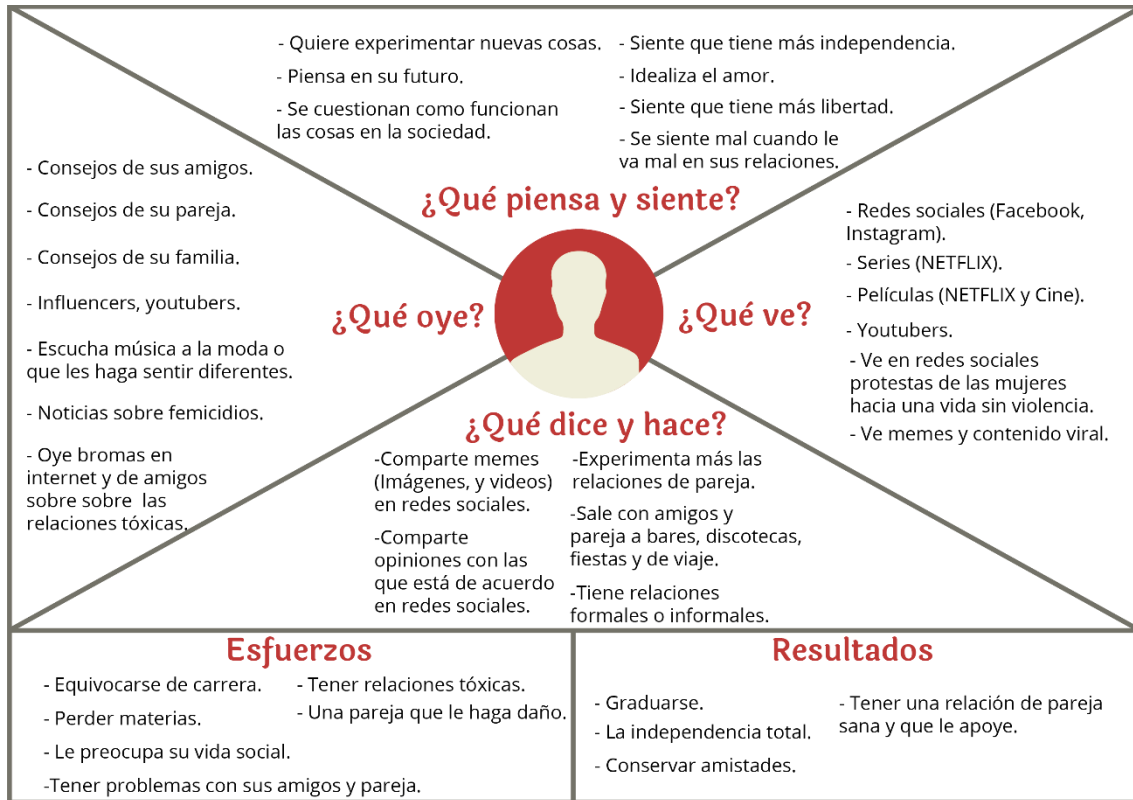 - Quiere experimentar nuevas cosas.
- Piensa en su futuro.
- Se cuestionan como funcionan
las cosas en la sociedad.
- Siente que tiene más independencia.
- Idealiza el amor.
- Siente que tiene más libertad.
- Se siente mal cuando le
va mal en sus relaciones.
¿Qué piensa y siente?
- Consejos de sus amigos.
- Consejos de su pareja.
- Consejos de su familia.
- Influencers, youtubers.
- Escucha música a la moda o
que les haga sentir diferentes.
- Noticias sobre femicidios.
- Oye bromas en
internet y de amigos
sobre sobre las
relaciones tóxicas.
¿Qué oye?
¿Qué ve?
- Redes sociales (Facebook,
Instagram).
- Series (NETFLIX).
- Películas (NETFLIX y Cine).
- Youtubers.
- Ve en redes sociales
protestas de las mujeres
hacia una vida sin violencia.
- Ve memes y contenido viral.
¿Qué dice y hace?
-Comparte memes
(Imágenes, y videos)
en redes sociales.
-Comparte
opiniones con las
que está de acuerdo
en redes sociales.
-Experimenta más las
relaciones de pareja.
-Sale con amigos y
pareja a bares, discotecas,
fiestas y de viaje.
-Tiene relaciones
formales o informales.
Esfuerzos
- Equivocarse de carrera.
- Perder materias.
- Le preocupa su vida social.
-Tener problemas con sus amigos y pareja.
- Tener relaciones tóxicas.
- Una pareja que le haga daño.
Resultados
- Graduarse.
- La independencia total.
- Conservar amistades.
- Tener una relación de pareja
sana y que le apoye.